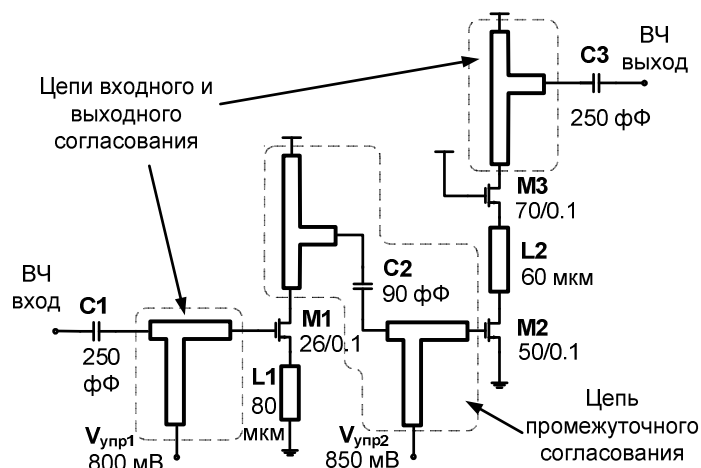 Цепи входного и
выходного
согласования
C3
ВЧ
выход
250 фФ
M3
70/0.1
L2
60 мкм
C2
90 фФ
ВЧ
вход
C1
250
фФ
M1
26/0.1
L1
80
мкм
M2
50/0.1
Vупр1
800 мВ
Vупр2
850 мВ
Цепь
промежуточного
согласования